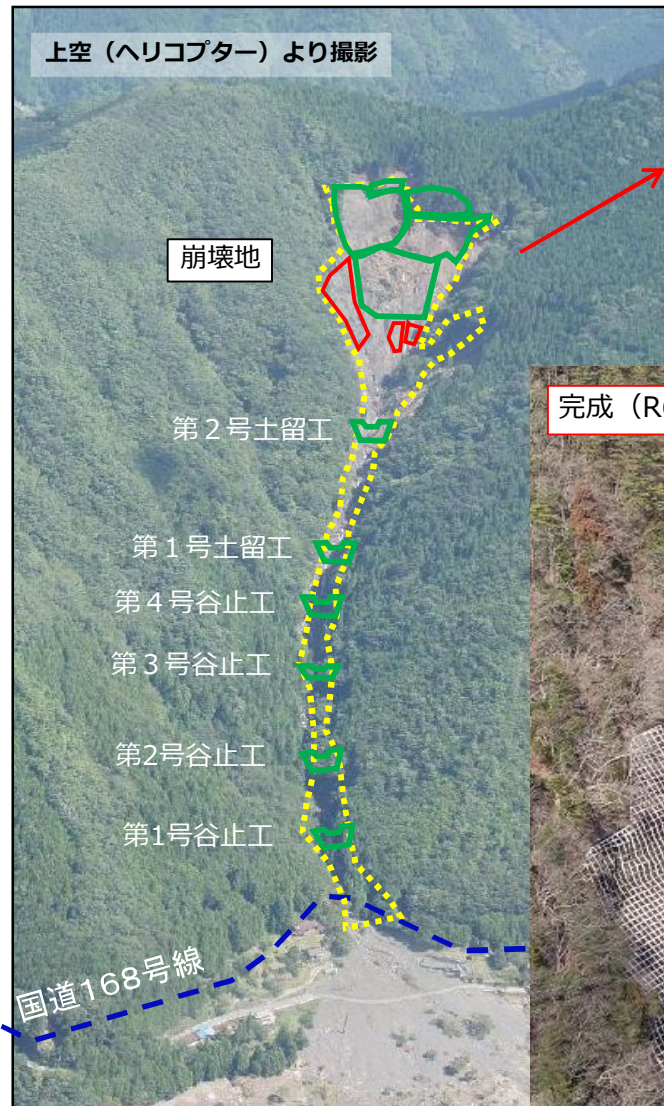 上空（ヘリコプター）より撮影
崩壊地
完成（R
第２号土留工
第１号土留工
第４号谷止工
第３号谷止工
第2号谷止工
第1号谷止工
国道168号線